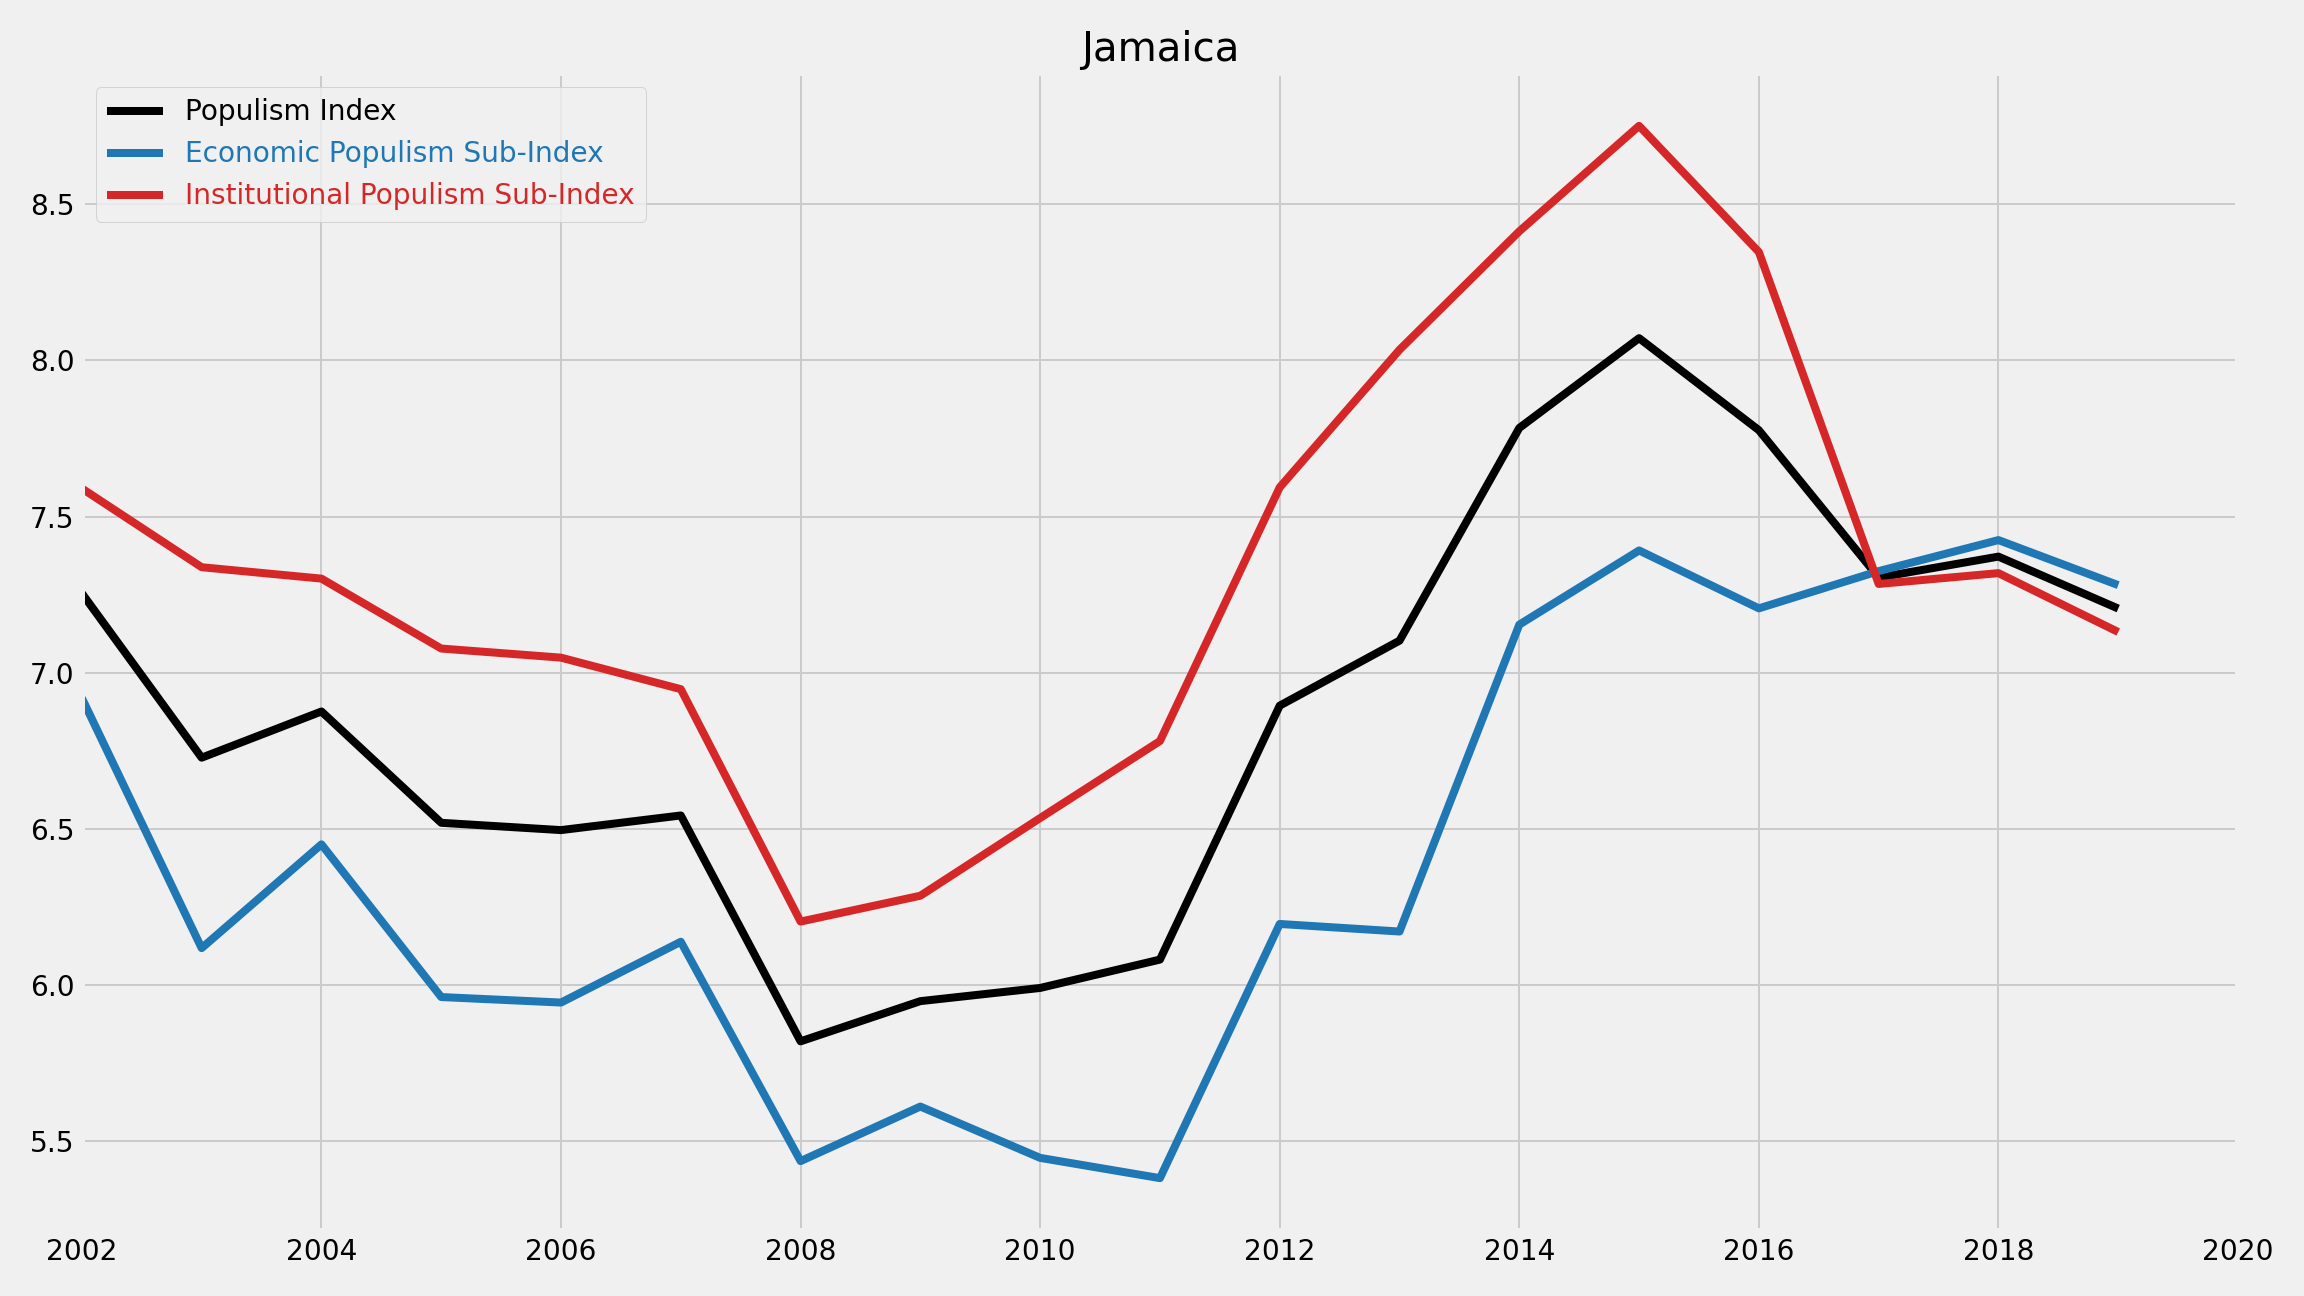 Jamaica
Populism Index
Economic Populism Sub-Index
Institutional Populism Sub-Index
8.5
8.0
7.5
7.0
6.5
6.0
5.5
2002 2004 2006 2008 2010 2012 2014 2016 2018 2020